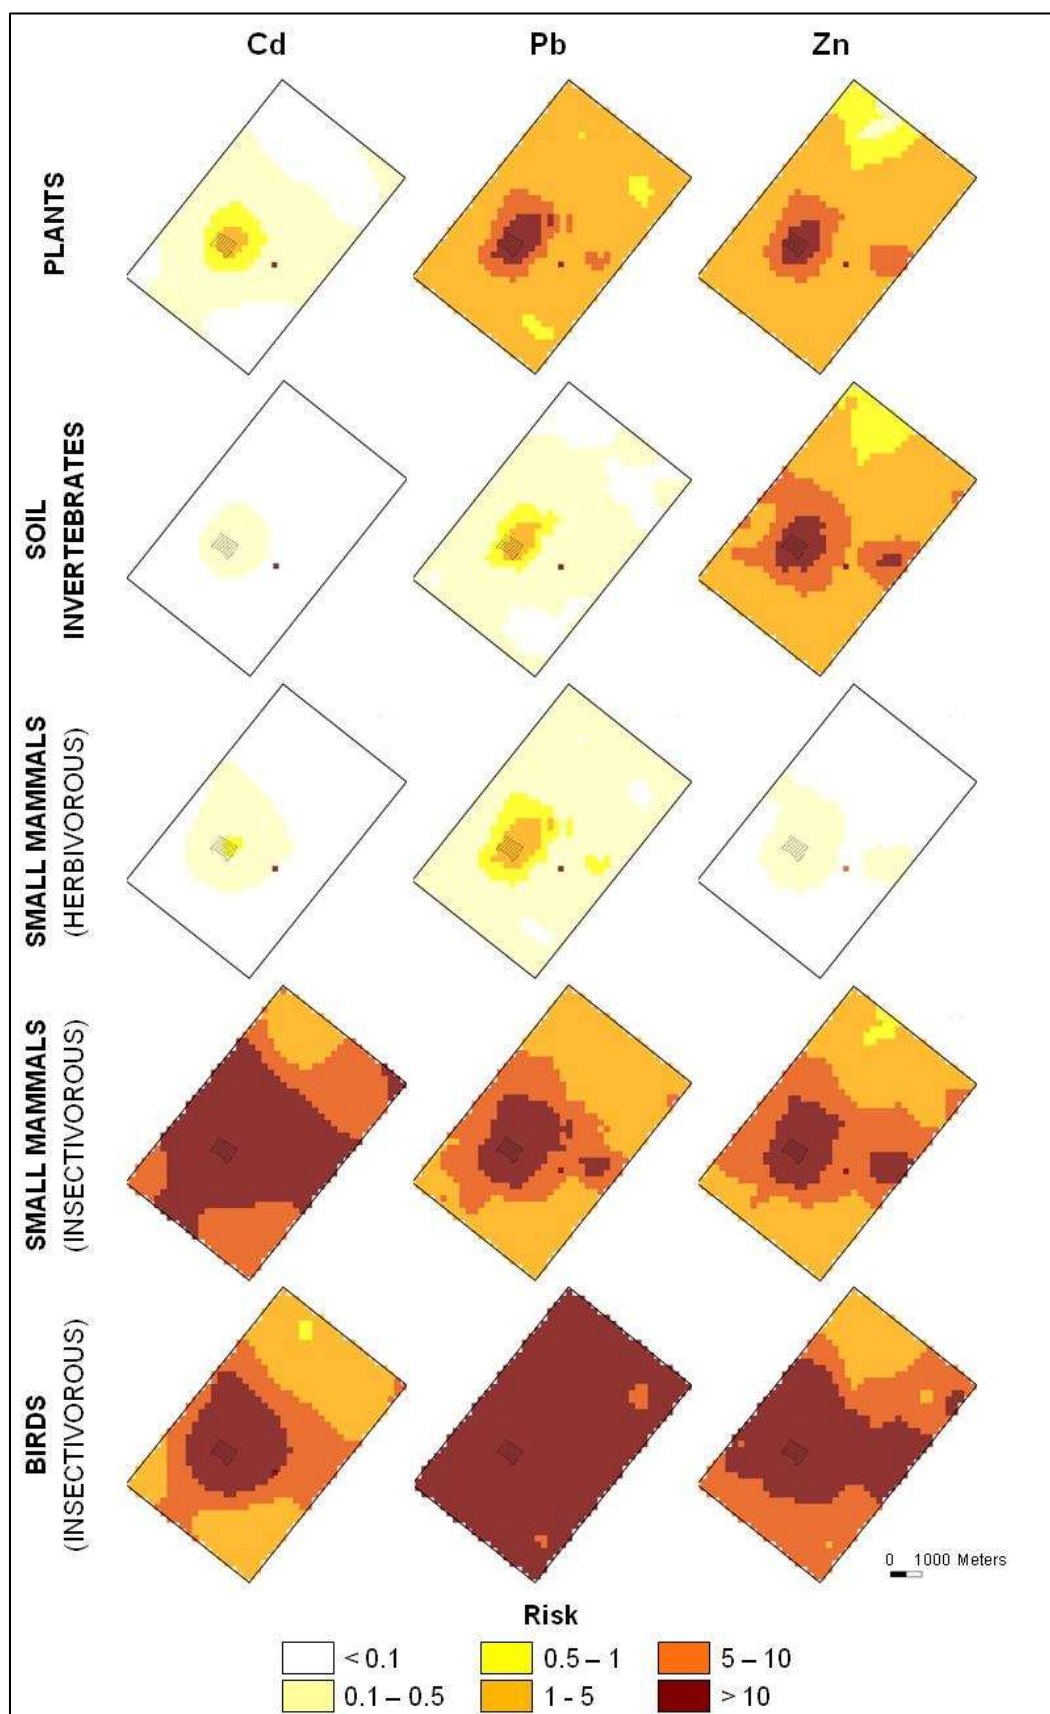 Cd Pb Zn
PLANTS
SOIL
INVERTEBRATES
SMALL MAMMALS
(HERBIVOROUS)
SMALL MAMMALS
(INSECTIVOROUS)
BIRDS
(INSECTIVOROUS)
0 1000 Meters
Risk
< 0.1 0.5 – 1 5 – 10
0.1 – 0.5 1 - 5 > 10